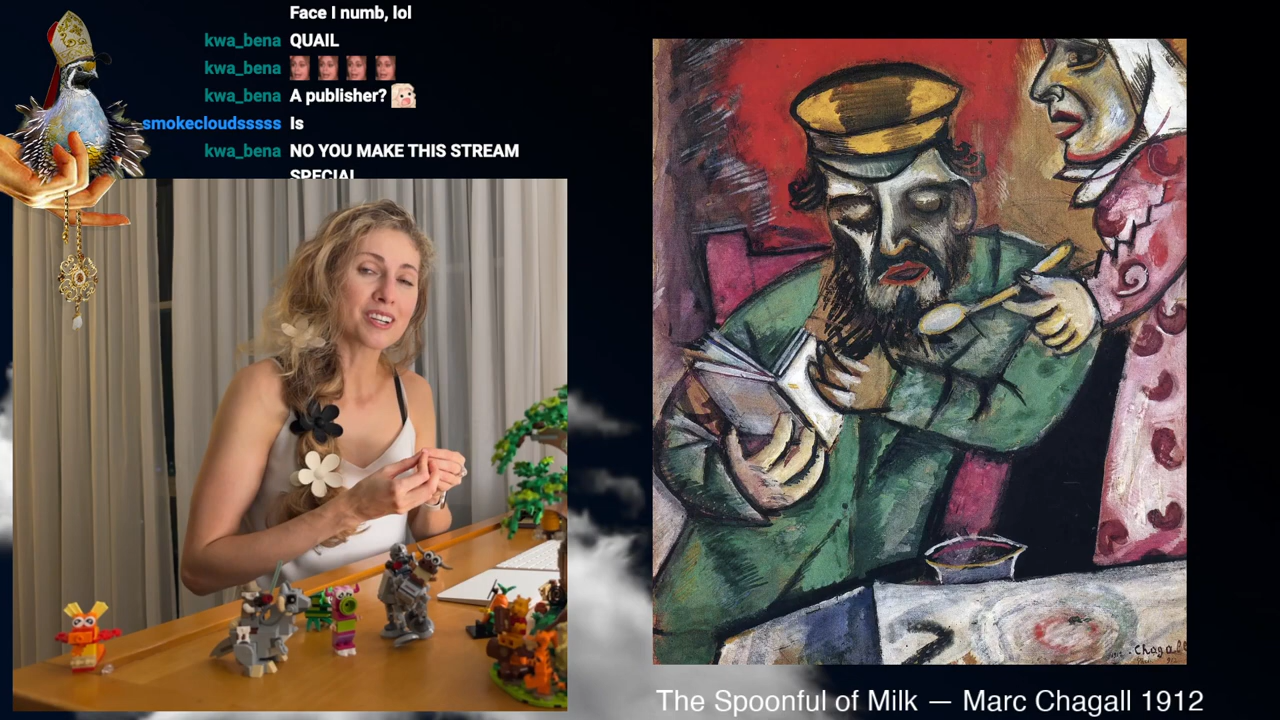 Face I numb, lol
kwa_bena QUAIL
kwa_bena
kwa_bena A publisher?
smokecloudsssss Is
kwa_bena NO YOU MAKE THIS STREAM
SPECIAL
Chagall
The Spoonful of Milk — Marc Chagall 1912